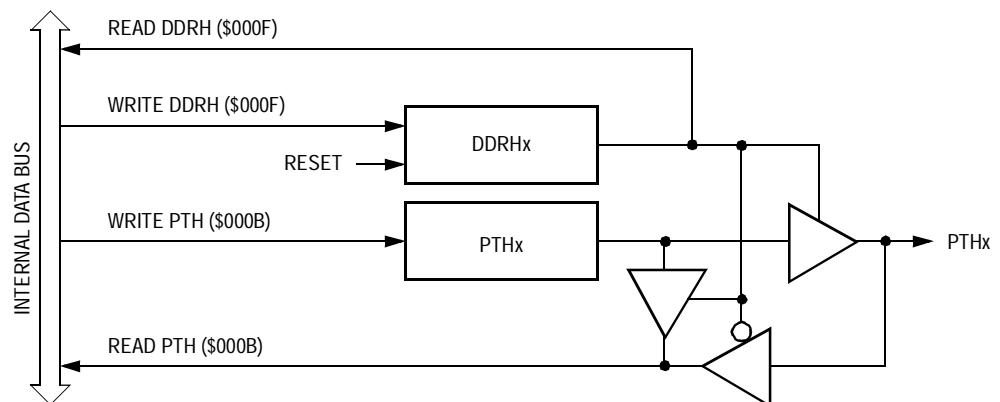 READ DDRH ($000F)
WRITE DDRH ($000F)
DDRHx
RESET
WRITE PTH ($000B)
PTHx
PTHx
READ PTH ($000B)
INTERNAL DATA BUS